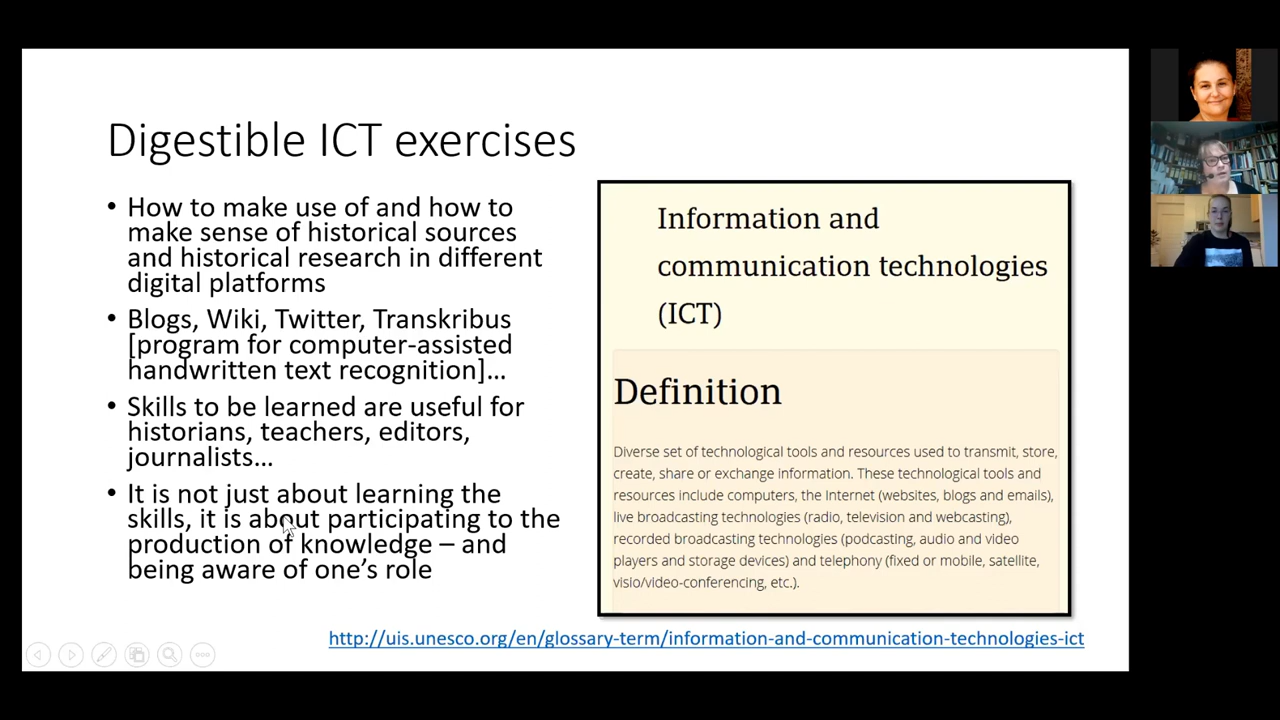 Digestible ICT exercises
• How to make use of and how to
make sense of historical sources
and historical research in different
digital platforms
• Blogs, Wiki, Twitter, Transkribus
[program for computer-assisted
handwritten text recognition]…
• Skills to be learned are useful for
historians, teachers, editors,
journalists…
• It is not just about learning the
skills, it is about participating to the
production of knowledge – and
being aware of one’s role
Information and
communication technologies
(ICT)
Definition
Diverse set of technological tools and resources used to transmit, store,
create, share or exchange information. These technological tools and
resources include computers, the Internet (websites, blogs and emails),
live broadcasting technologies (radio, television and webcasting),
recorded broadcasting technologies (podcasting, audio and video
players and storage devices) and telephony (fixed or mobile, satellite,
visio/video-conferencing, etc.).
http://uis.unesco.org/en/glossary-term/information-and-communication-technologies-ict